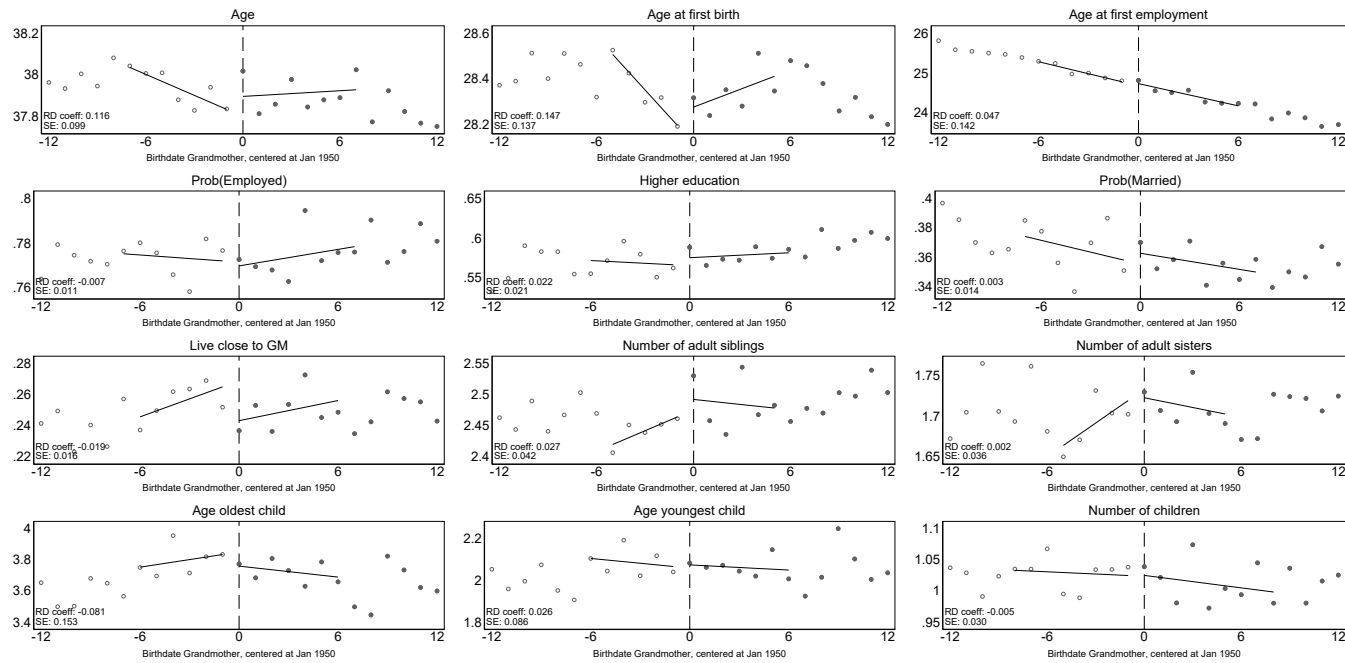 Age
38.2
38
37.8
RD coeff: 0.116
SE: 0.099
-12 -6 0 6 12
Birthdate Grandmother, centered at Jan 1950
Age at first birth
28.6
28.4
28.2
RD coeff: 0.147
SE: 0.137
-12 -6 0 6 12
Birthdate Grandmother, centered at Jan 1950
Age at first employment
26
25
24
RD coeff: 0.047
SE: 0.142
-12 -6 0 6 12
Birthdate Grandmother, centered at Jan 1950
Prob(Employed)
.8
.78
.76
RD coeff: -0.007
SE: 0.011
-12 -6 0 6 12
Birthdate Grandmother, centered at Jan 1950
Higher education
.65
.6
.55
RD coeff: 0.022
SE: 0.021
-12 -6 0 6 12
Birthdate Grandmother, centered at Jan 1950
Prob(Married)
.4
.38
.36
.34
RD coeff: 0.003
SE: 0.014
-12 -6 0 6 12
Birthdate Grandmother, centered at Jan 1950
Live close to GM
.28
.26
.24
.22
RD coeff: -0.019
SE: 0.016
-12 -6 0 6 12
Birthdate Grandmother, centered at Jan 1950
Number of adult siblings
2.55
2.5
2.45
2.4
RD coeff: 0.027
SE: 0.042
-12 -6 0 6 12
Birthdate Grandmother, centered at Jan 1950
Number of adult sisters
1.75
1.7
1.65
RD coeff: 0.002
SE: 0.036
-12 -6 0 6 12
Birthdate Grandmother, centered at Jan 1950
Age oldest child
4
3.8
3.6
3.4
RD coeff: -0.081
SE: 0.153
-12 -6 0 6 12
Birthdate Grandmother, centered at Jan 1950
Age youngest child
2.2
2
1.8
RD coeff: 0.026
SE: 0.086
-12 -6 0 6 12
Birthdate Grandmother, centered at Jan 1950
Number of children
1.1
1.05
1
.95
RD coeff: -0.005
SE: 0.030
-12 -6 0 6 12
Birthdate Grandmother, centered at Jan 1950